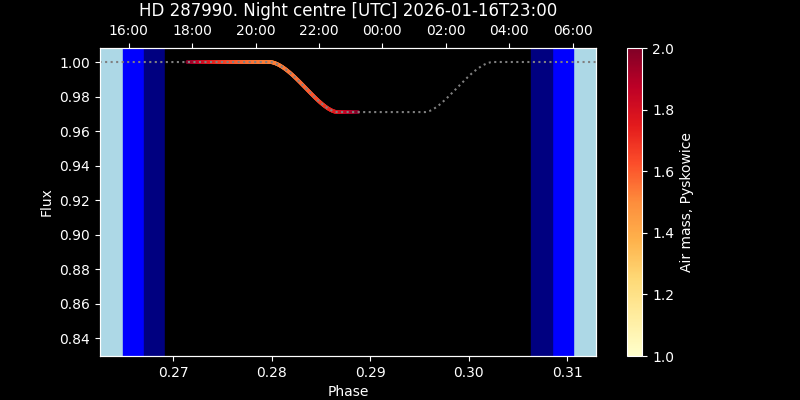 HD 287990. Night centre [UTC] 2026-01-16T23:00
16:00 18:00 20:00 22:00 00:00 02:00 04:00 06:00
1.00
0.98
0.96
0.94
0.92
0.90
0.88
0.86
0.84
Flux
0.27 0.28 0.29 0.30 0.31
Phase
2.0
1.8
1.6
1.4
1.2
1.0
Air mass, Pyskowice